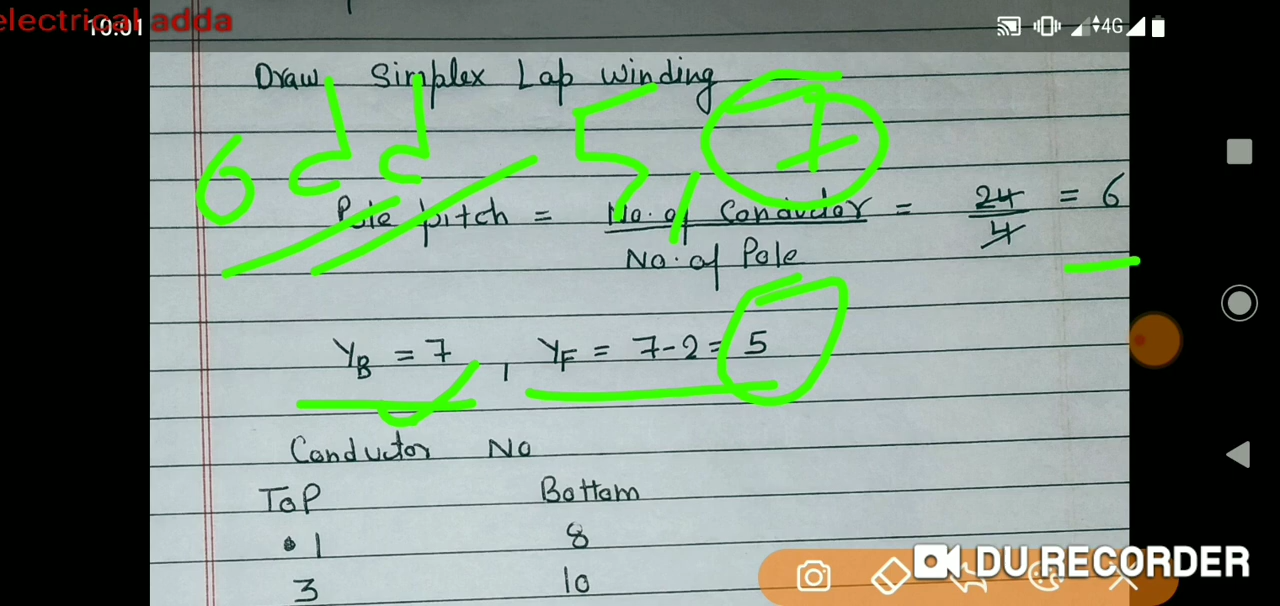 electrical adda
10:01
4G
Draw Simplex Lap winding
6 odd 5, 7
Pole pitch = No. of Conductor / No. of Pole = 24 / 4 = 6
YB = 7 , YF = 7-2 = 5
Conductor No
ToP Bottom
1 8
3 10
DU RECORDER